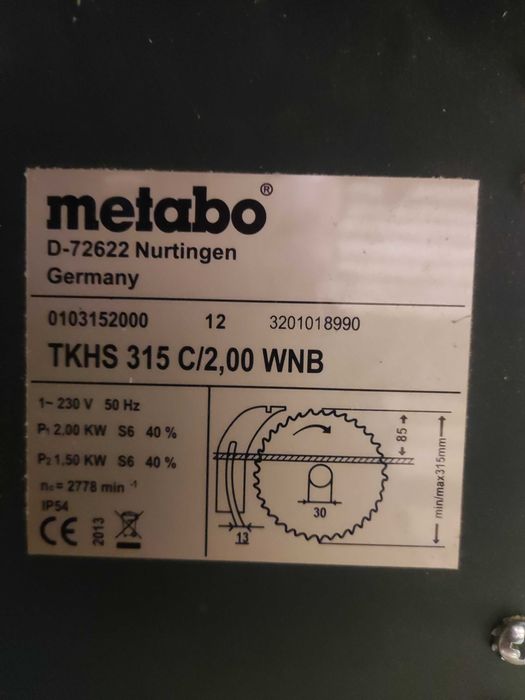 metabo®
D-72622 Nurtingen
Germany
0103152000 12 3201018990
TKHS 315 C/2,00 WNB
1~ 230 V 50 Hz
P1 2,00 KW S6 40 %
P2 1,50 KW S6 40 %
n₀ = 2778 min -1
IP54
CE 2013
85
min/max315mm
30
13